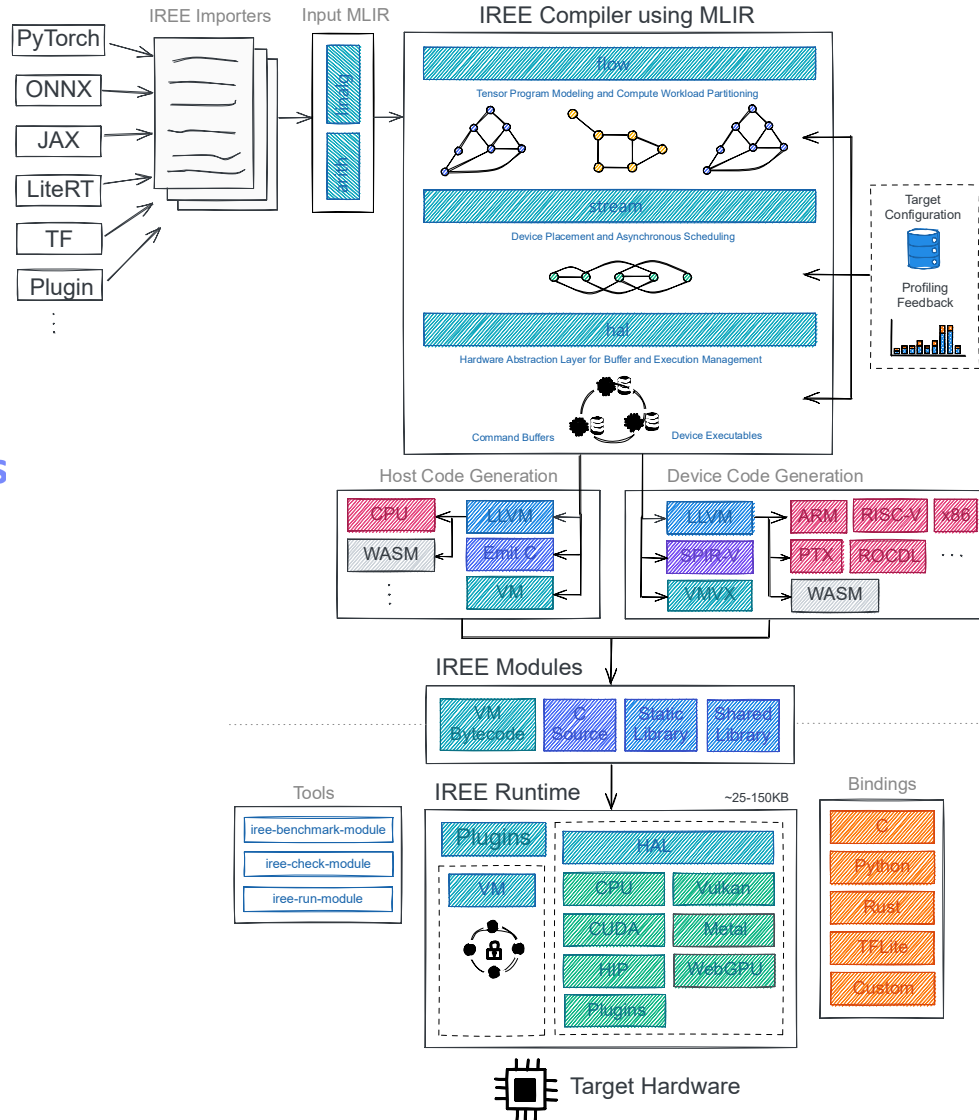 IREE Importers
Input MLIR
IREE Compiler using MLIR
PyTorch
ONNX
JAX
LiteRT
TF
Plugin
linalg
arith
flow
Tensor Program Modeling and Compute Workload Partitioning
stream
Device Placement and Asynchronous Scheduling
hal
Hardware Abstraction Layer for Buffer and Execution Management
Command Buffers
Device Executables
Target
Configuration
Profiling
Feedback
s
Host Code Generation
CPU
WASM
LLVM
Emit C
VM
Device Code Generation
LLVM
SPIR-V
VMVX
ARM
RISC-V
x86
PTX
ROCDL
WASM
IREE Modules
VM
Bytecode
C
Source
Static
Library
Shared
Library
Tools
iree-benchmark-module
iree-check-module
iree-run-module
IREE Runtime
~25-150KB
Plugins
VM
HAL
CPU
Vulkan
CUDA
Metal
HIP
WebGPU
Plugins
Bindings
C
Python
Rust
TFLite
Custom
Target Hardware